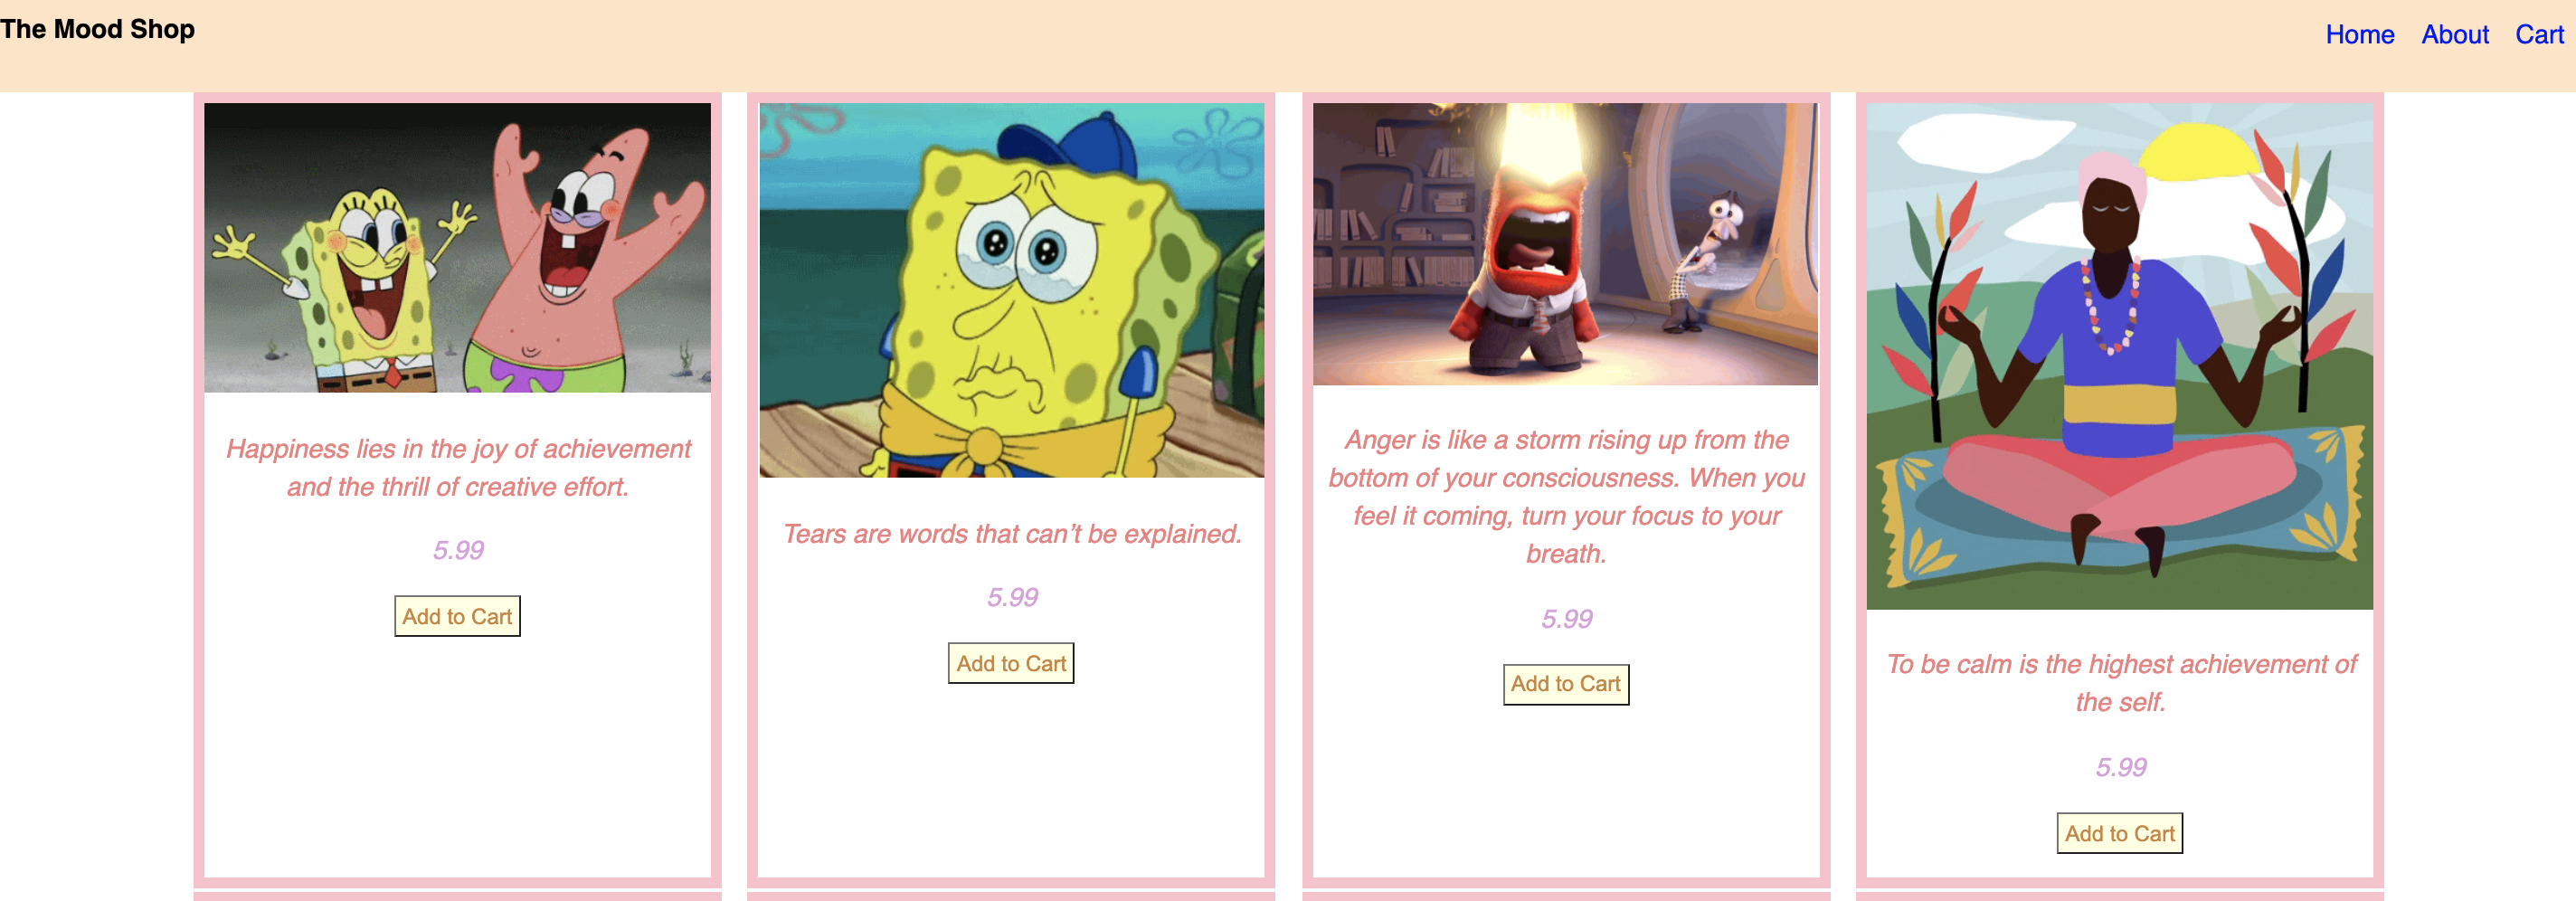 The Mood Shop
Home About Cart
Happiness lies in the joy of achievement
and the thrill of creative effort.
5.99
Add to Cart
Tears are words that can’t be explained.
5.99
Add to Cart
Anger is like a storm rising up from the
bottom of your consciousness. When you
feel it coming, turn your focus to your
breath.
5.99
Add to Cart
To be calm is the highest achievement of
the self.
5.99
Add to Cart